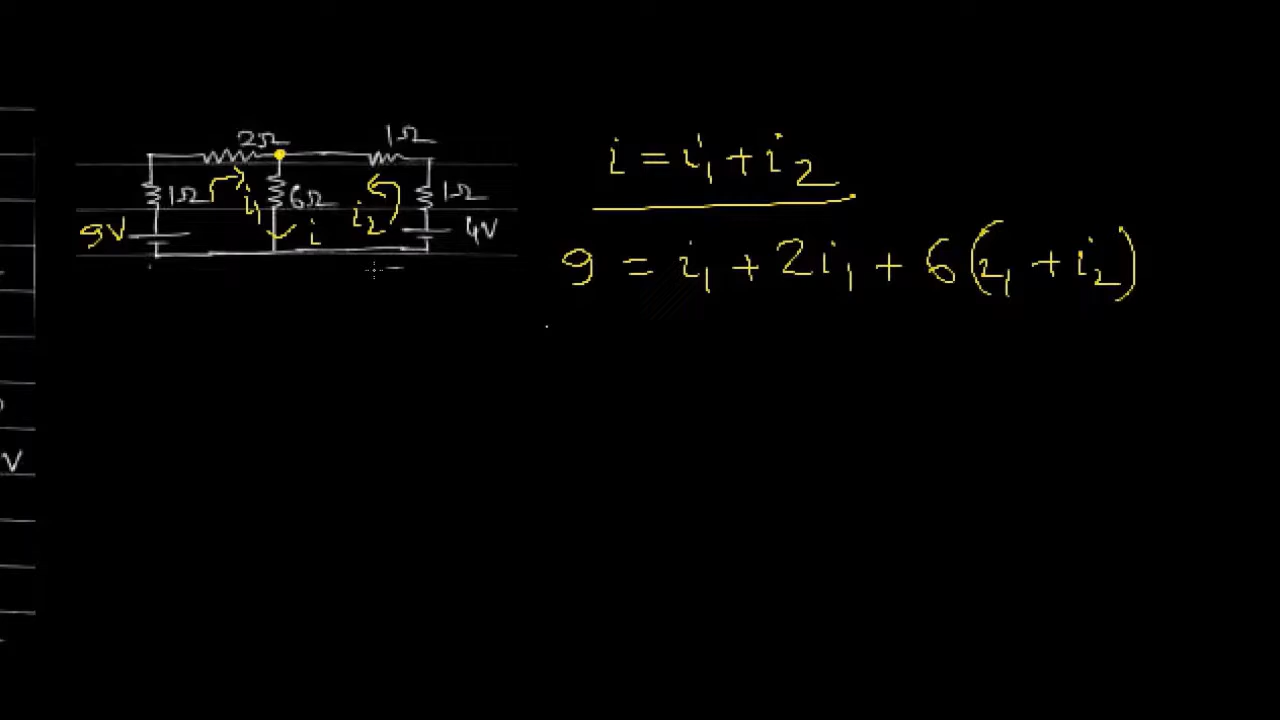 2Ω 1Ω
1Ω i₁ 6Ω i₂ 1Ω
9V i 4V
i = i₁ + i₂
9 = i₁ + 2i₁ + 6(i₁ + i₂)
V